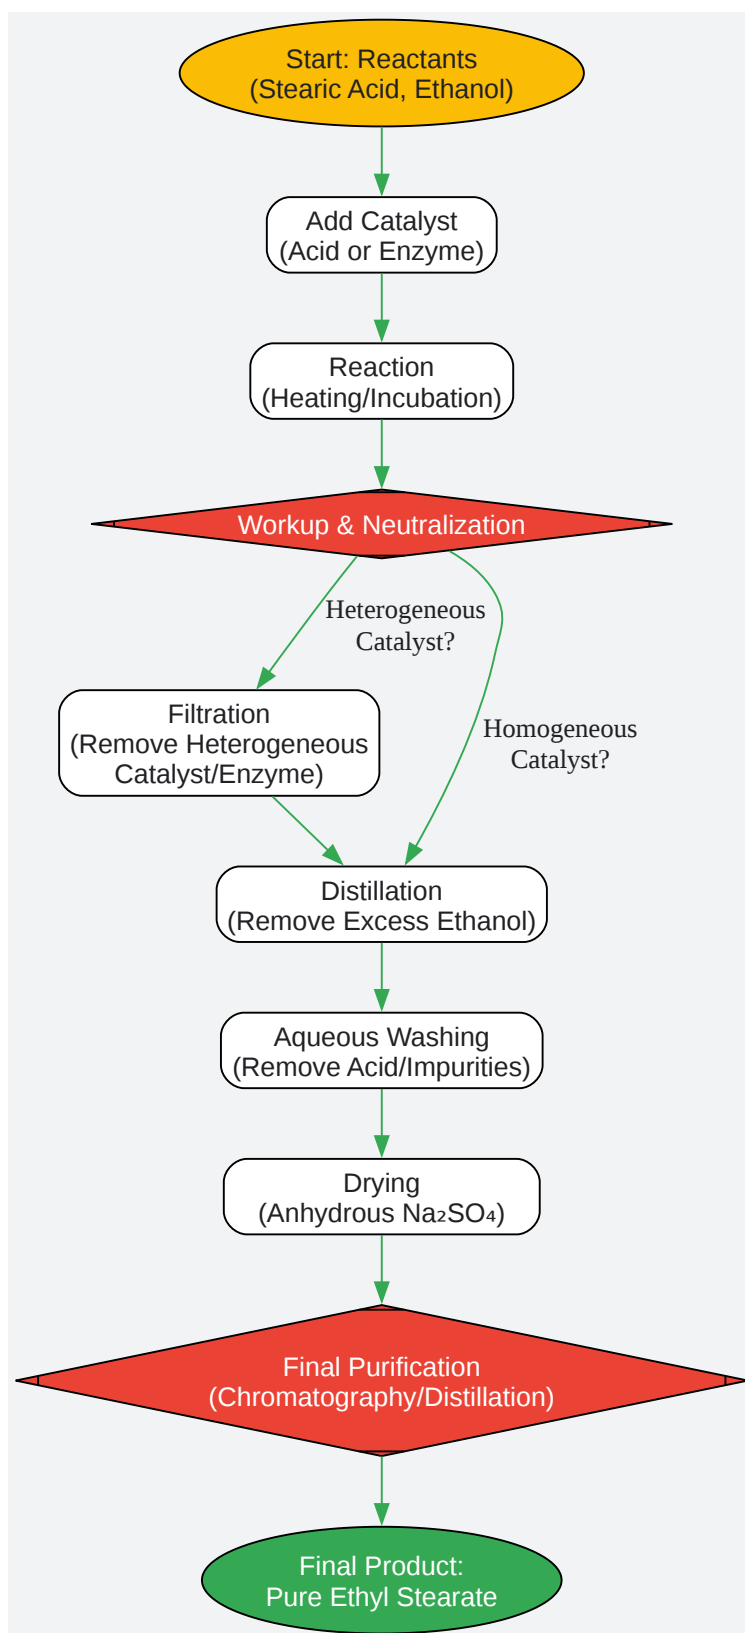 Start: Reactants
(Stearic Acid, Ethanol)
Add Catalyst
(Acid or Enzyme)
Reaction
(Heating/Incubation)
Workup & Neutralization
Heterogeneous
Catalyst?
Filtration
(Remove Heterogeneous
Catalyst/Enzyme)
Homogeneous
Catalyst?
Distillation
(Remove Excess Ethanol)
Aqueous Washing
(Remove Acid/Impurities)
Drying
(Anhydrous Na₂SO₄)
Final Purification
(Chromatography/Distillation)
Final Product:
Pure Ethyl Stearate